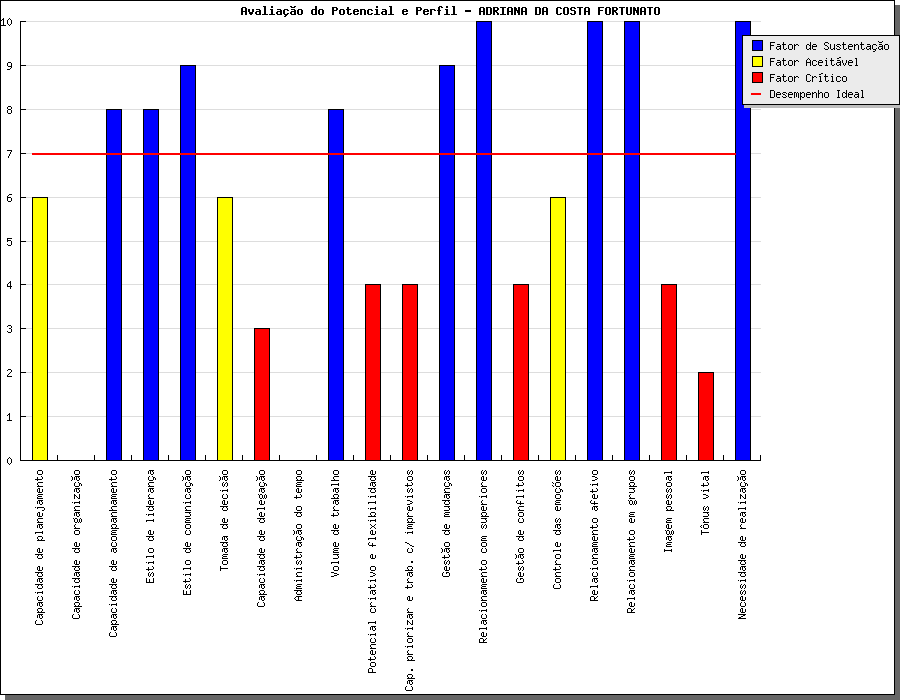 Avaliação do Potencial e Perfil - ADRIANA DA COSTA FORTUNATO
10
9
8
7
6
5
4
3
2
1
0
Fator de Sustentação
Fator Aceitável
Fator Crítico
Desempenho Ideal
Capacidade de planejamento
Capacidade de organização
Capacidade de acompanhamento
Estilo de liderança
Estilo de comunicação
Tomada de decisão
Capacidade de delegação
Administração do tempo
Volume de trabalho
Potencial criativo e flexibilidade
Cap. priorizar e trab. c/ imprevistos
Gestão de mudanças
Relacionamento com superiores
Gestão de conflitos
Controle das emoções
Relacionamento afetivo
Relacionamento em grupos
Imagem pessoal
Tônus vital
Necessidade de realização